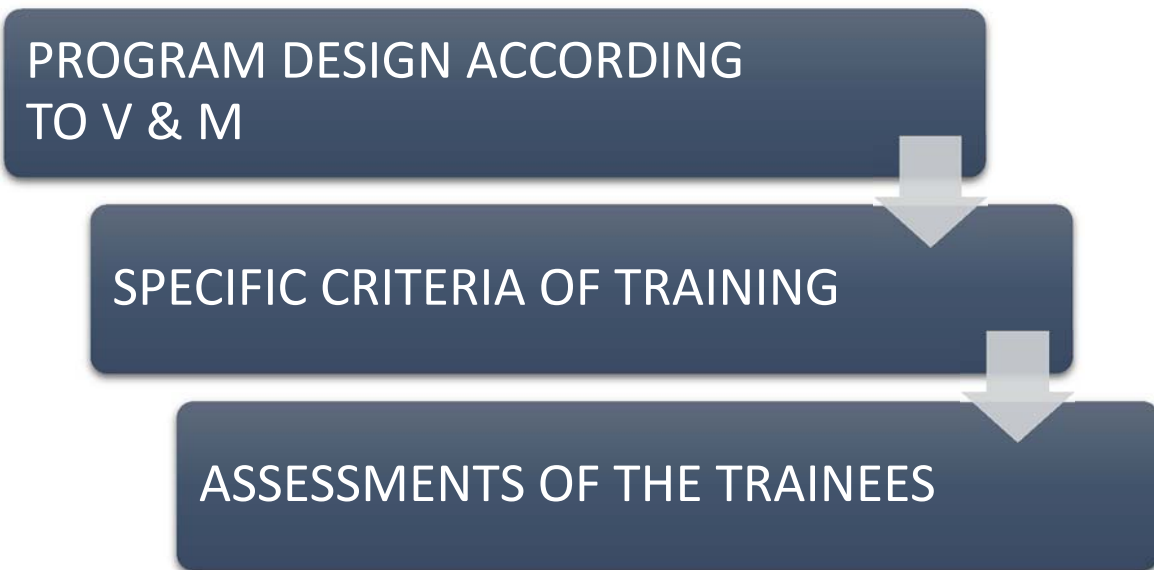 PROGRAM DESIGN ACCORDING
TO V & M
SPECIFIC CRITERIA OF TRAINING
ASSESSMENTS OF THE TRAINEES